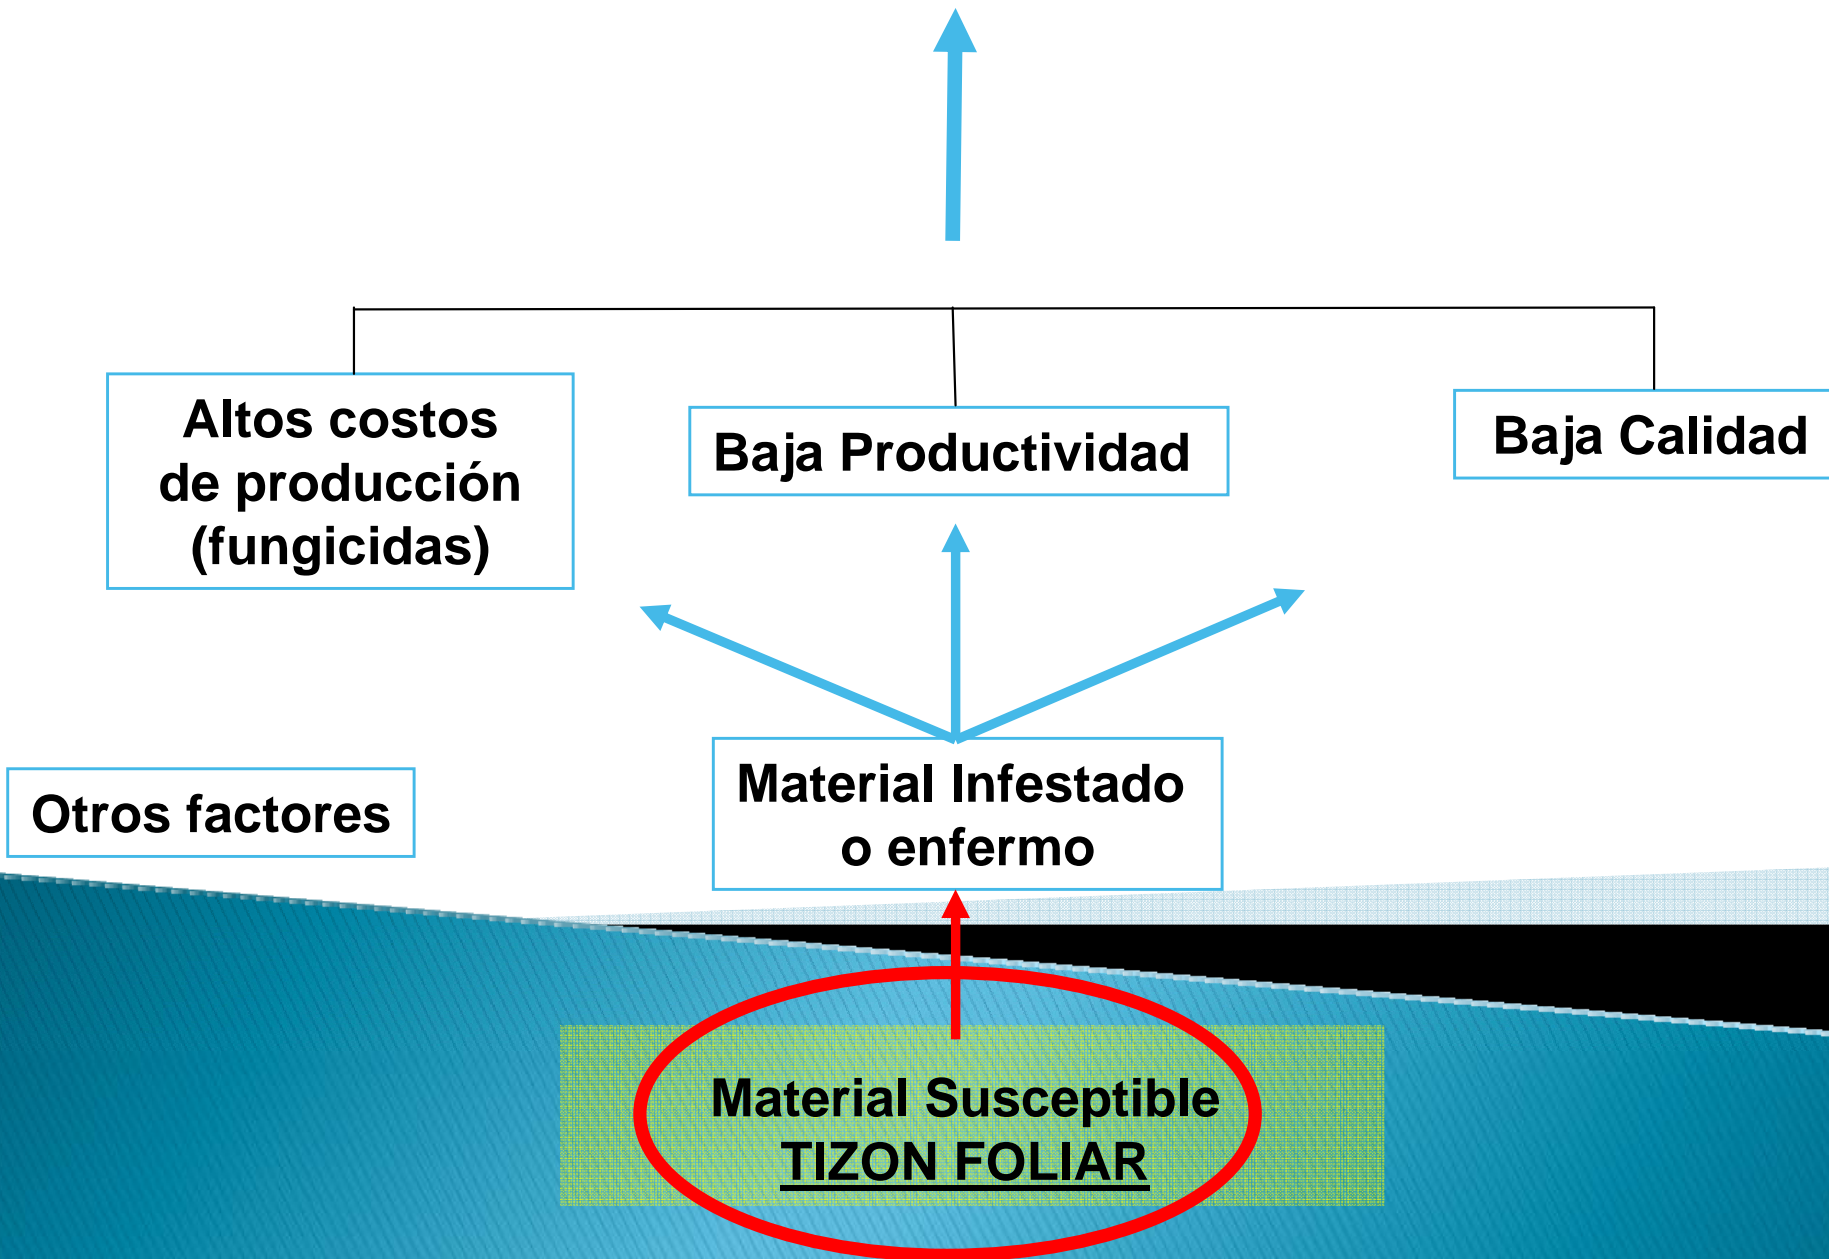 Altos costos
de producción
(fungicidas)
Baja Productividad
Baja Calidad
Otros factores
Material Infestado
o enfermo
Material Susceptible
TIZON FOLIAR